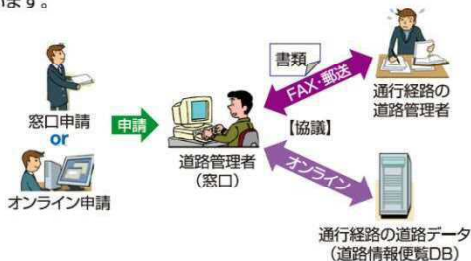 います。
窓口申請
or
オンライン申請
申請
道路管理者
(窓口)
書類
FAX・郵送
【協議】
オンライン
通行経路の
道路管理者
通行経路の道路データ
(道路情報便覧DB)